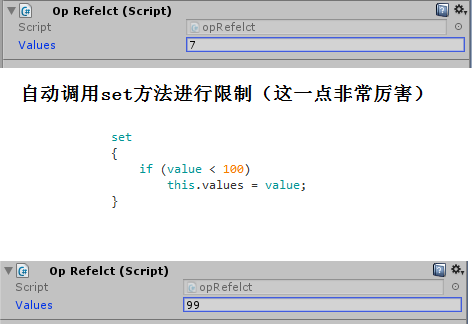 Op Refelct (Script)
Script opRefelct
Values 7
自动调用set方法进行限制（这一点非常厉害）
set
{
if (value < 100)
this.values = value;
}
Op Refelct (Script)
Script opRefelct
Values 99